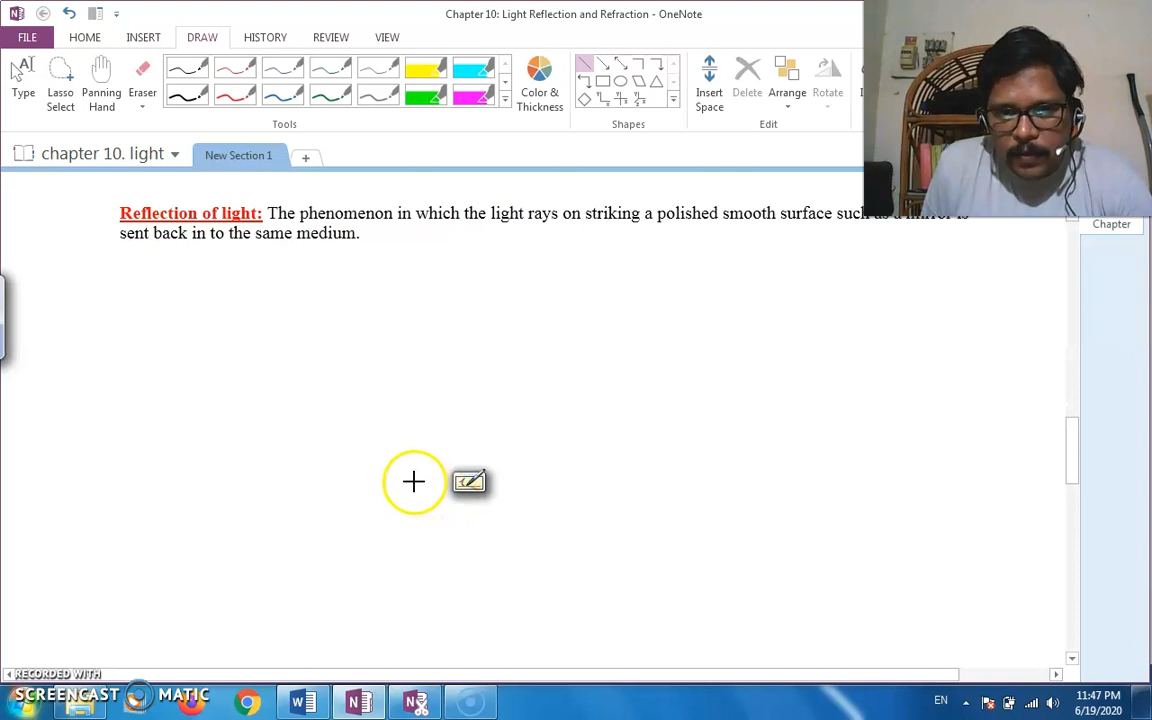 Chapter 10: Light Reflection and Refraction - OneNote
FILE HOME INSERT DRAW HISTORY REVIEW VIEW
Type
Lasso Select
Panning Hand
Eraser
Color & Thickness
Insert Space
Delete
Arrange
Rotate
Tools
Shapes
Edit
chapter 10. light
New Section 1
Chapter
Reflection of light: The phenomenon in which the light rays on striking a polished smooth surface such as a mirror is
sent back in to the same medium.
RECORDED WITH
SCREENCAST MATIC
EN
11:47 PM
6/19/2020